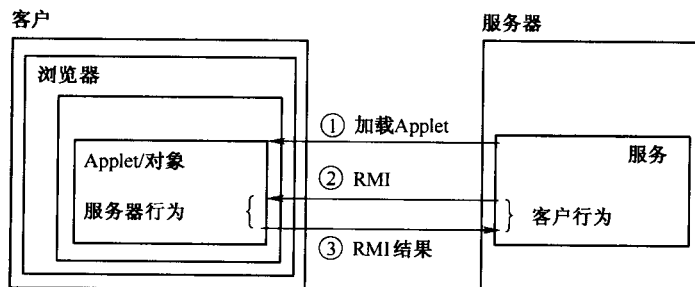 客户
服务器
浏览器
① 加载Applet
Applet/对象
服务
② RMI
服务器行为
客户行为
③ RMI结果